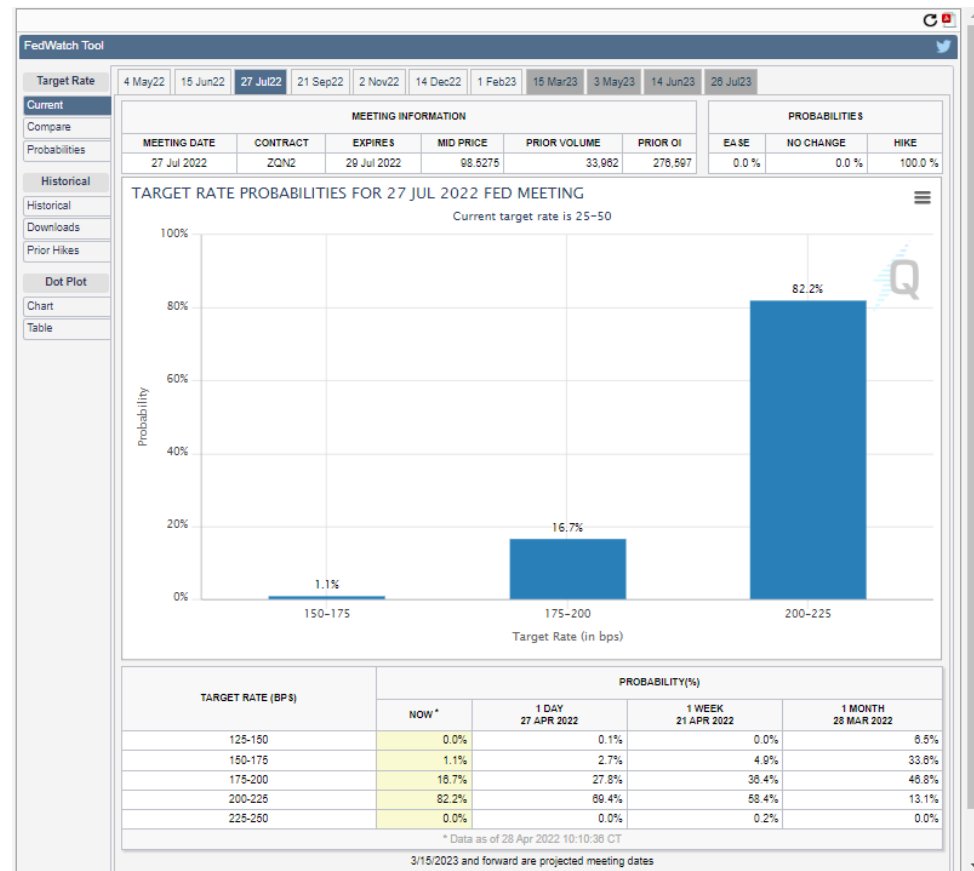 FedWatch Tool
Target Rate
Current
Compare
Probabilities
Historical
Historical
Downloads
Prior Hikes
Dot Plot
Chart
Table
4 May22 15 Jun22 27 Jul22 21 Sep22 2 Nov22 14 Dec22 1 Feb23 15 Mar23 3 May23 14 Jun23 26 Jul23
MEETING INFORMATION
MEETING DATE CONTRACT EXPIRES MID PRICE PRIOR VOLUME PRIOR OI
27 Jul 2022 ZQN2 29 Jul 2022 98.5275 33,962 276,597
PROBABILITIES
EASE NO CHANGE HIKE
0.0 % 0.0 % 100.0 %
TARGET RATE PROBABILITIES FOR 27 JUL 2022 FED MEETING
Current target rate is 25-50
Q
Probability
100%
80%
60%
40%
20%
0%
1.1%
16.7%
82.2%
150-175 175-200 200-225
Target Rate (in bps)
TARGET RATE (BPS) PROBABILITY(%)
NOW * 1 DAY 1 WEEK 1 MONTH
27 APR 2022 21 APR 2022 28 MAR 2022
125-150 0.0% 0.1% 0.0% 6.5%
150-175 1.1% 2.7% 4.9% 33.6%
175-200 16.7% 27.8% 36.4% 46.8%
200-225 82.2% 69.4% 58.4% 13.1%
225-250 0.0% 0.0% 0.2% 0.0%
* Data as of 28 Apr 2022 10:10:36 CT
3/15/2023 and forward are projected meeting dates